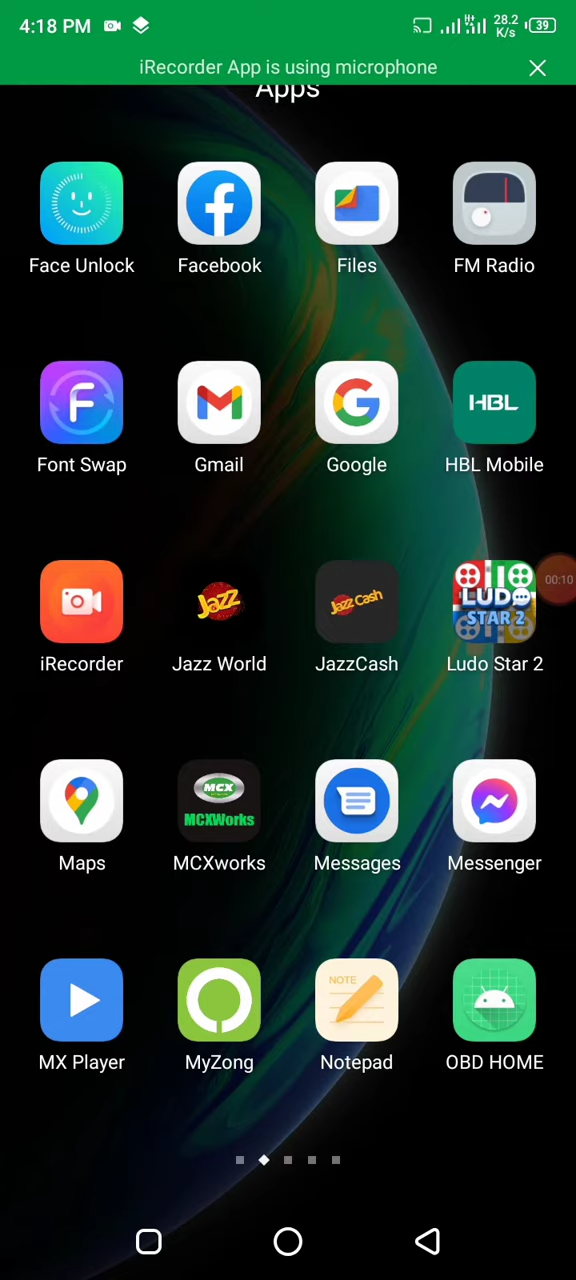 4:18 PM 28.2 K/s 39
iRecorder App is using microphone
Apps
Face Unlock Facebook Files FM Radio
HBL
Font Swap Gmail Google HBL Mobile
Jazz Jazz Cash LUDO STAR 2 00:10
iRecorder Jazz World JazzCash Ludo Star 2
MCX
MCXWorks
Maps MCXworks Messages Messenger
NOTE
MX Player MyZong Notepad OBD HOME